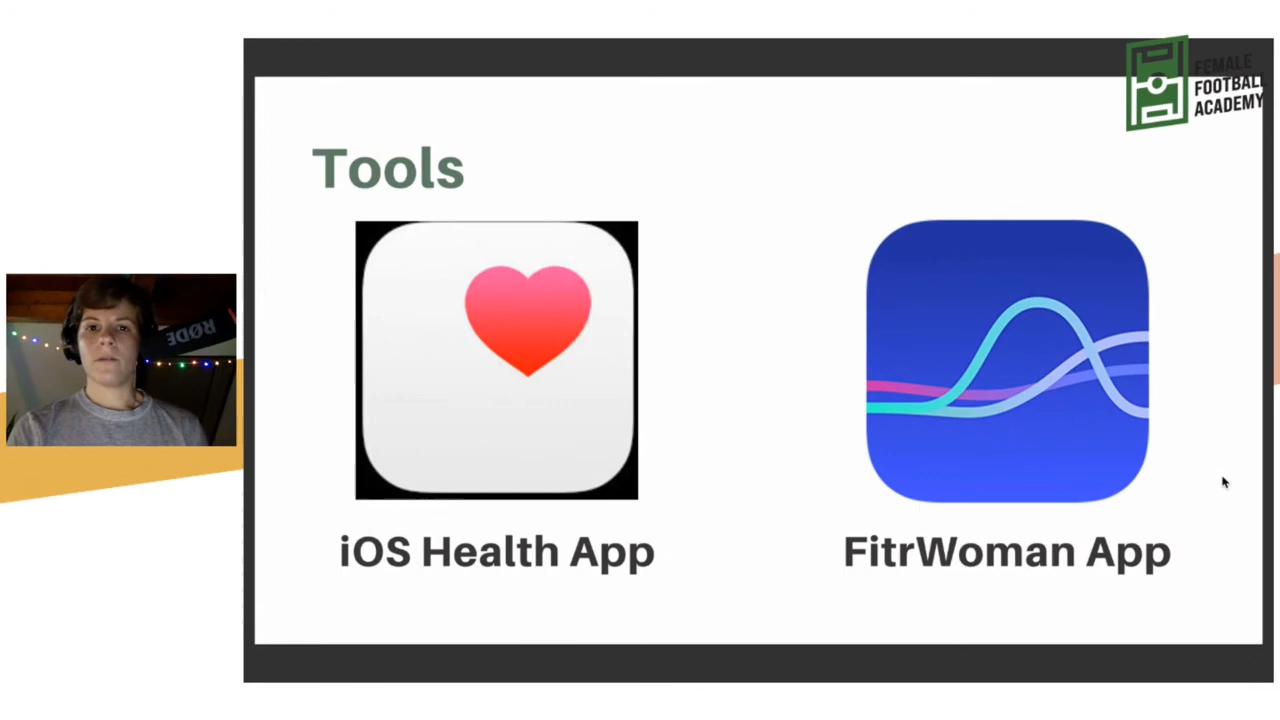 FEMALE
FOOTBALL
ACADEMY
Tools
RØDE
iOS Health App
FitrWoman App